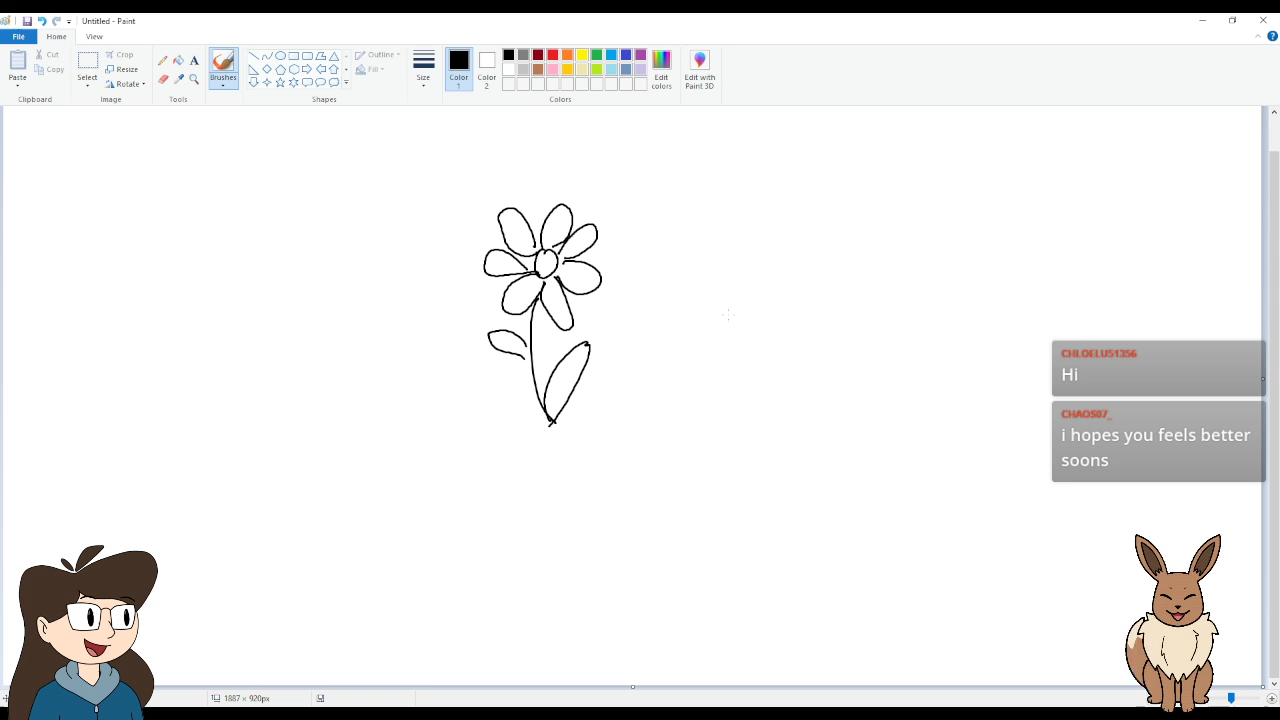 Untitled - Paint
File
Home
View
Paste
Cut
Copy
Clipboard
Select
Crop
Resize
Rotate
Image
A
Tools
Brushes
Shapes
Outline
Fill
Size
Color
1
Color
2
Edit
colors
Colors
Edit with
Paint 3D
CHLOELU51356
Hi
CHAOS07_
i hopes you feels better
soons
1887 × 920px